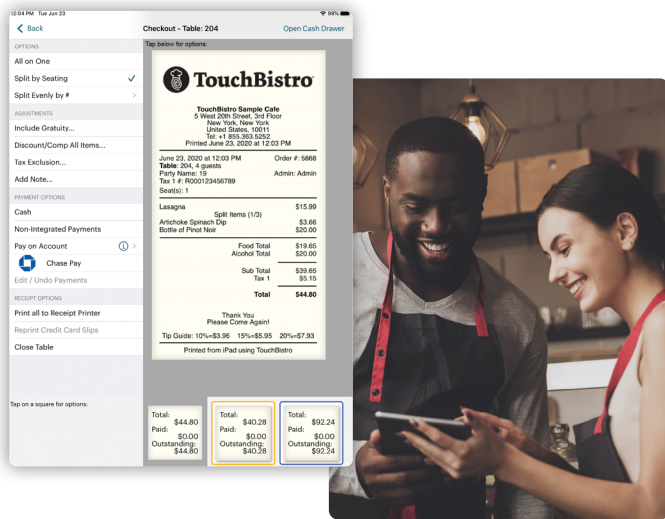 12:04 PM Tue Jun 23
99%
Back
Checkout - Table: 204
Open Cash Drawer
OPTIONS
All on One
Split by Seating
Split Evenly by #
ADJUSTMENTS
Include Gratuity...
Discount/Comp All Items...
Tax Exclusion...
Add Note...
PAYMENT OPTIONS
Cash
Non-Integrated Payments
Pay on Account
Chase Pay
Edit / Undo Payments
RECEIPT OPTIONS
Print all to Receipt Printer
Reprint Credit Card Slips
Close Table
Tap on a square for options:
Tap below for options:
TouchBistro
TouchBistro Sample Cafe
5 West 20th Street, 3rd Floor
New York, New York
United States, 10011
Tel: +1 855.363.5252
Printed June 23, 2020 at 12:03 PM
June 23, 2020 at 12:03 PM Order #: 5868
Table: 204, 4 guests
Party Name: 19 Admin: Admin
Tax 1 #: R000123456789
Seat(s): 1
Lasagna $15.99
Split Items (1/3)
Artichoke Spinach Dip $3.66
Bottle of Pinot Noir $20.00
Food Total $19.65
Alcohol Total $20.00
Sub Total $39.65
Tax 1 $5.15
Total $44.80
Thank You
Please Come Again!
Tip Guide: 10%=$3.96 15%=$5.95 20%=$7.93
Printed from iPad using TouchBistro
Total:
$44.80
Paid:
$0.00
Outstanding:
$44.80
Total:
$40.28
Paid:
$0.00
Outstanding:
$40.28
Total:
$92.24
Paid:
$0.00
Outstanding:
$92.24